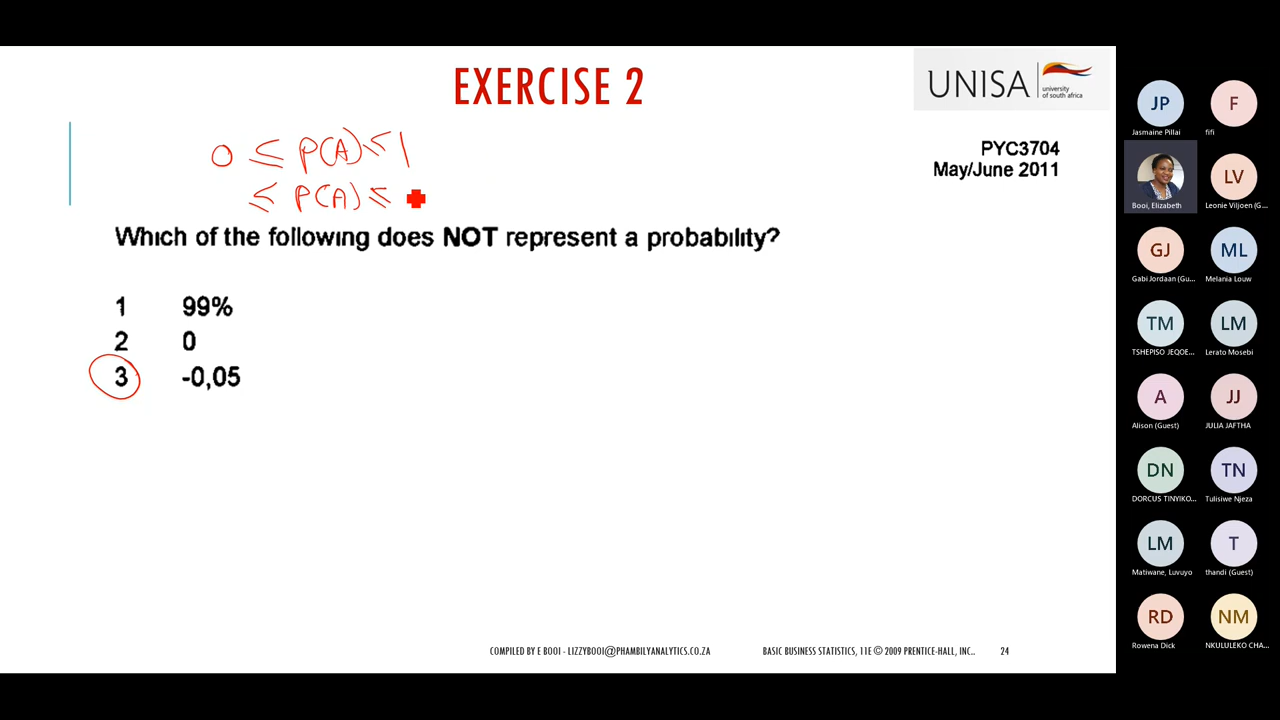 EXERCISE 2
UNISA
university
of south africa
PYC3704
May/June 2011
0 ≤ P(A) ≤ 1
≤ P(A) ≤
Which of the following does NOT represent a probability?
1 99%
2 0
3 -0,05
COMPILED BY E BOOI - LIZZYBOOI@PHAMBILYANALYTICS.CO.ZA
BASIC BUSINESS STATISTICS, 11E © 2009 PRENTICE-HALL, INC..
24
JP
Jasmaine Pillai
F
fifi
Booi, Elizabeth
LV
Leonie Viljoen (G...
GJ
Gabi Jordaan (Gu...
ML
Melania Louw
TM
TSHEPISO JEQOE...
LM
Lerato Mosebi
A
Alison (Guest)
JJ
JULIA JAFTHA
DN
DORCUS TINYIKO...
TN
Tulisiwe Njeza
LM
Matiwane, Luvuyo
T
thandi (Guest)
RD
Rowena Dick
NM
NKULULEKO CHA...